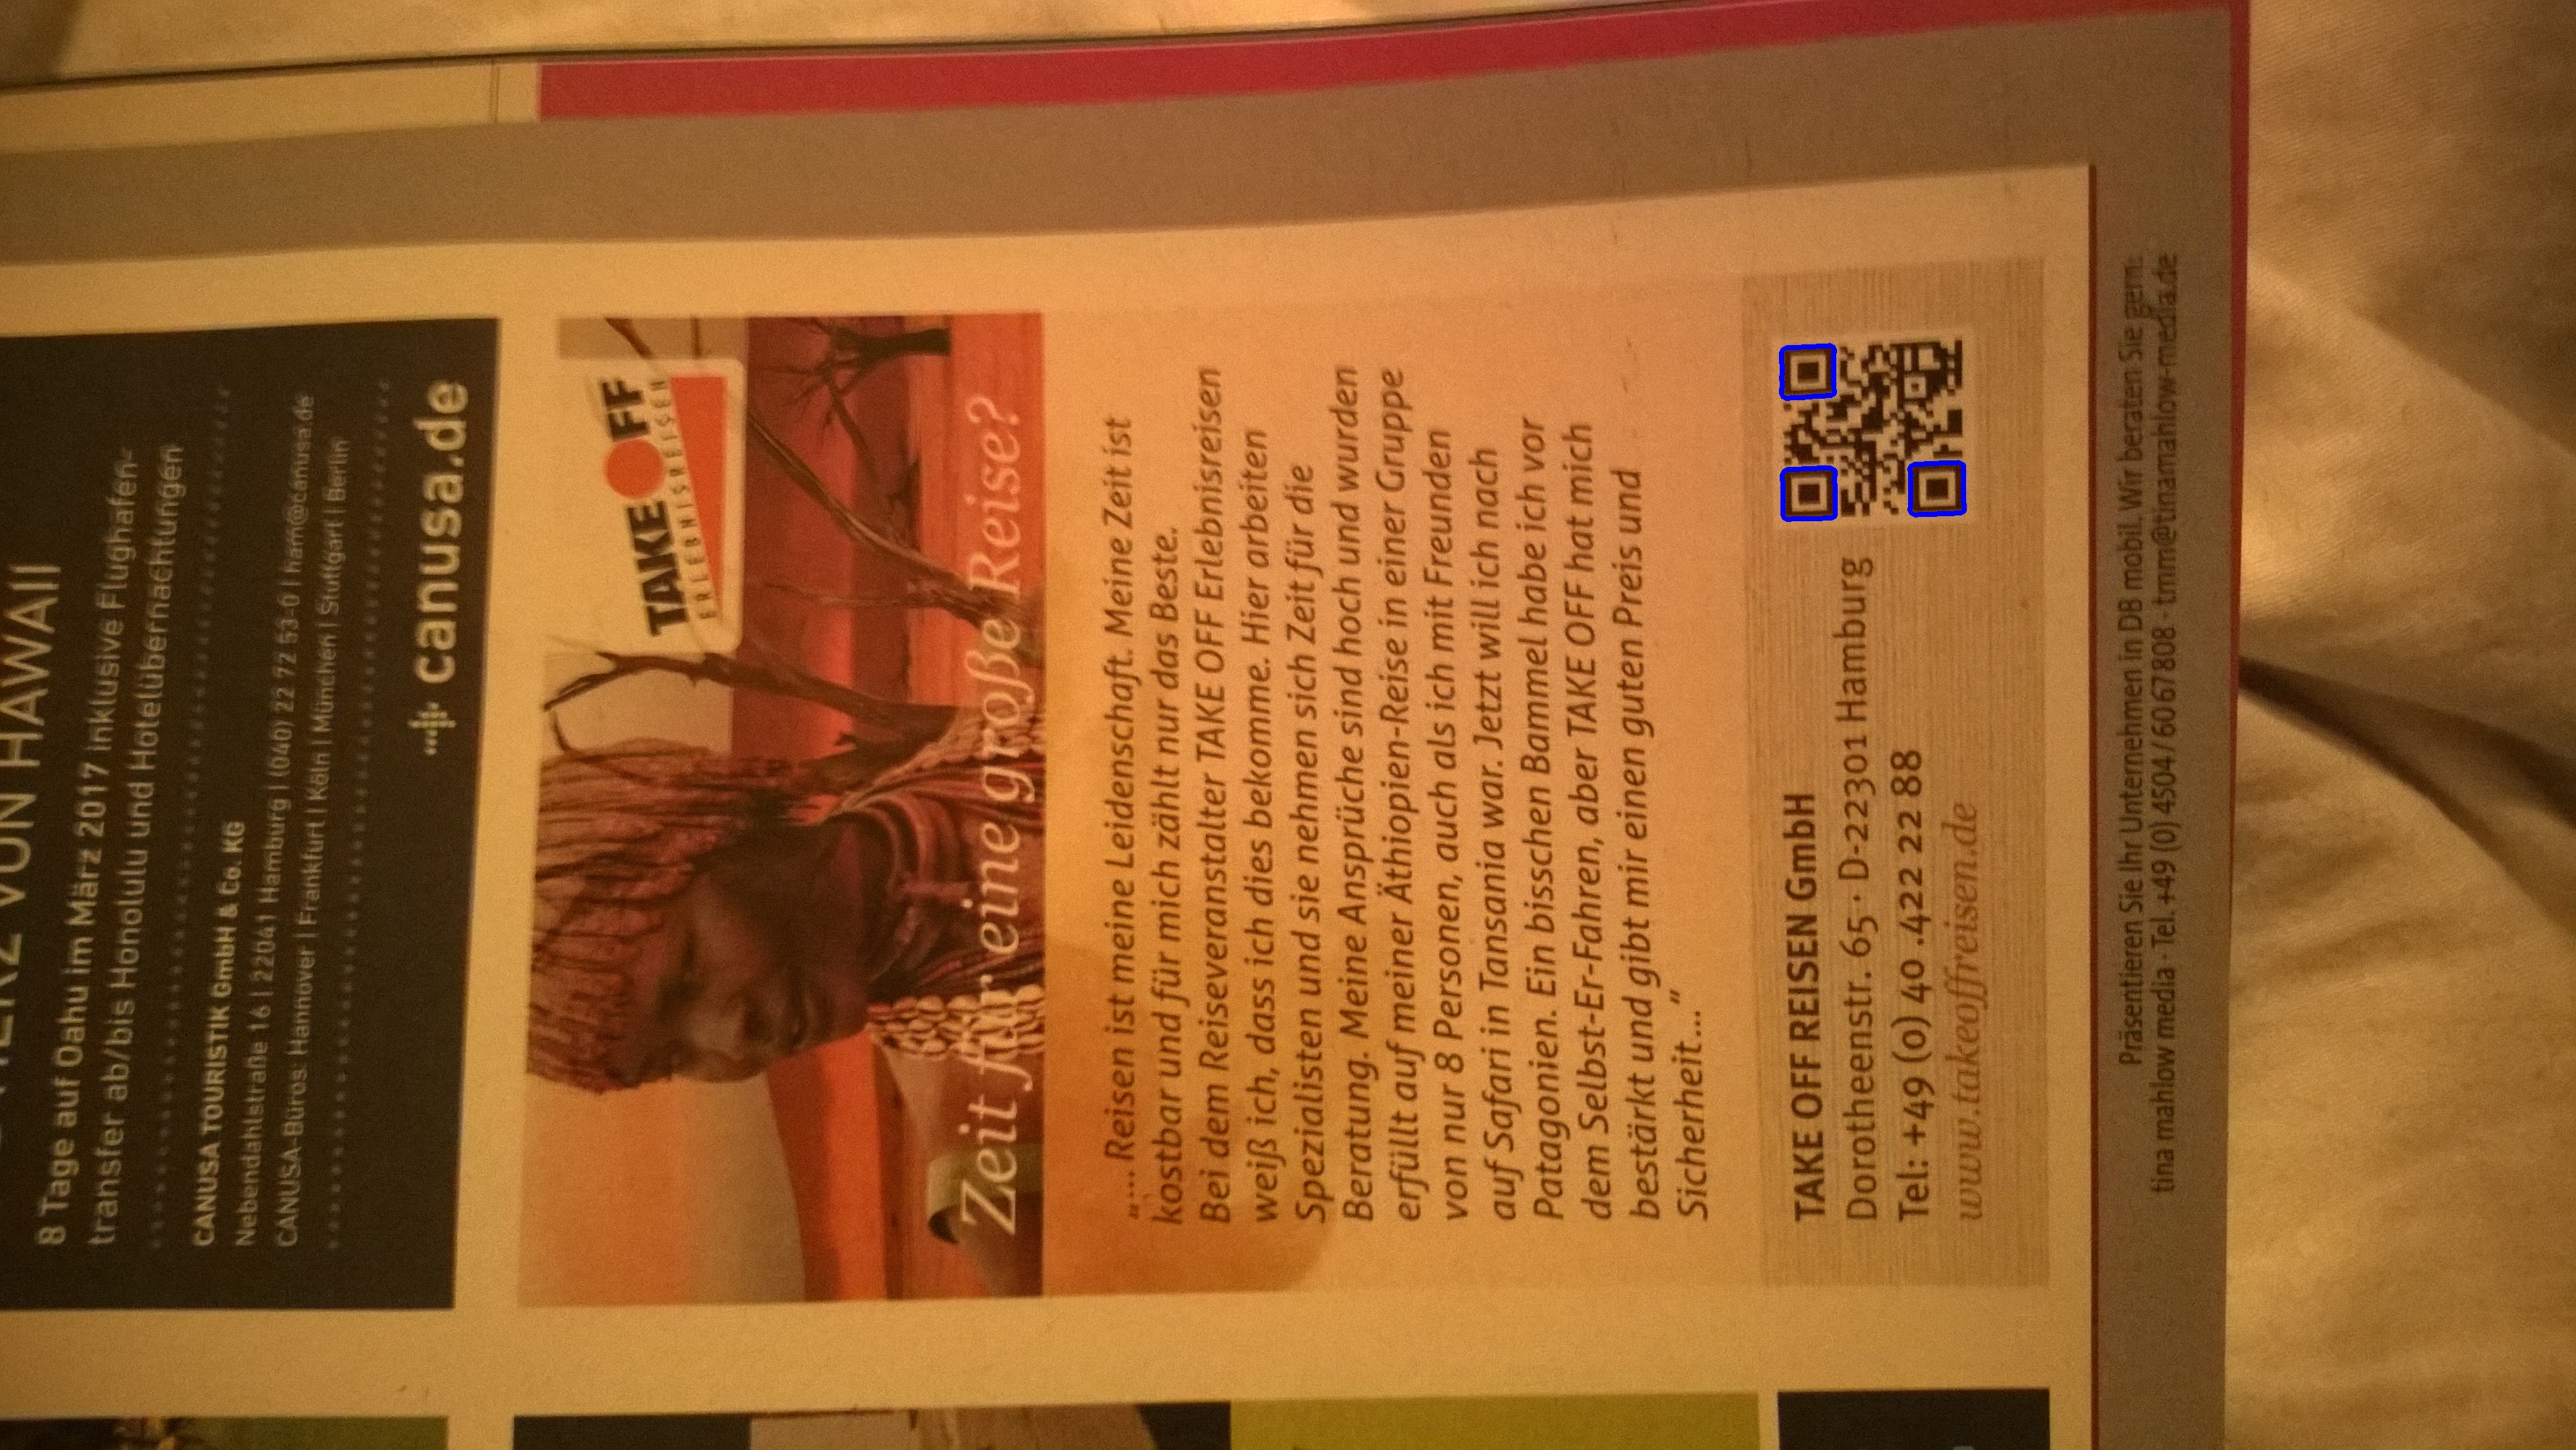 HERZ VON HAWAII
8 Tage auf Oahu im März 2017 inklusive Flughafen-
transfer ab/bis Honolulu und Hotelübernachtungen
CANUSA TOURISTIK GmbH & Co. KG
Nebendahlstraße 16 | 22041 Hamburg | (040) 22 72 53-0 | ham@canusa.de
CANUSA-Büros: Hannover | Frankfurt | Köln | München | Stuttgart | Berlin
canusa.de
TAKE OFF
ERLEBNISREISEN
Zeit für eine große Reise?
„.... Reisen ist meine Leidenschaft. Meine Zeit ist
kostbar und für mich zählt nur das Beste.
Bei dem Reiseveranstalter TAKE OFF Erlebnisreisen
weiß ich, dass ich dies bekomme. Hier arbeiten
Spezialisten und sie nehmen sich Zeit für die
Beratung. Meine Ansprüche sind hoch und wurden
erfüllt auf meiner Äthiopien-Reise in einer Gruppe
von nur 8 Personen, auch als ich mit Freunden
auf Safari in Tansania war. Jetzt will ich nach
Patagonien. Ein bisschen Bammel habe ich vor
dem Selbst-Er-Fahren, aber TAKE OFF hat mich
bestärkt und gibt mir einen guten Preis und
Sicherheit...“
TAKE OFF REISEN GmbH
Dorotheenstr. 65 · D-22301 Hamburg
Tel: +49 (0) 40 .422 22 88
www.takeoffreisen.de
Präsentieren Sie Ihr Unternehmen in DB mobil. Wir beraten Sie gern:
tina mahlow media · Tel. +49 (0) 4504 / 60 67 808 · tmm@tinamahlow-media.de